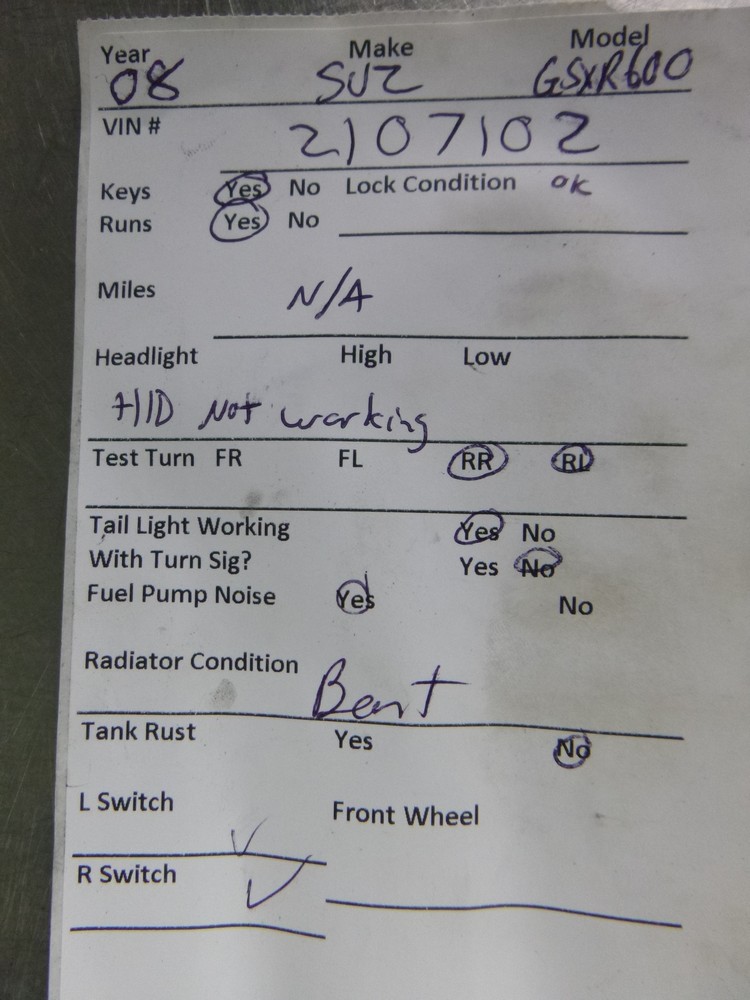 Year Make Model
08 SUZ GSXR600
VIN # 2107102
Keys Yes No Lock Condition OK
Runs Yes No
Miles N/A
Headlight High Low
HID Not working
Test Turn FR FL RR RL
Tail Light Working Yes No
With Turn Sig? Yes No
Fuel Pump Noise Yes No
Radiator Condition Bent
Tank Rust Yes No
L Switch Front Wheel
R Switch